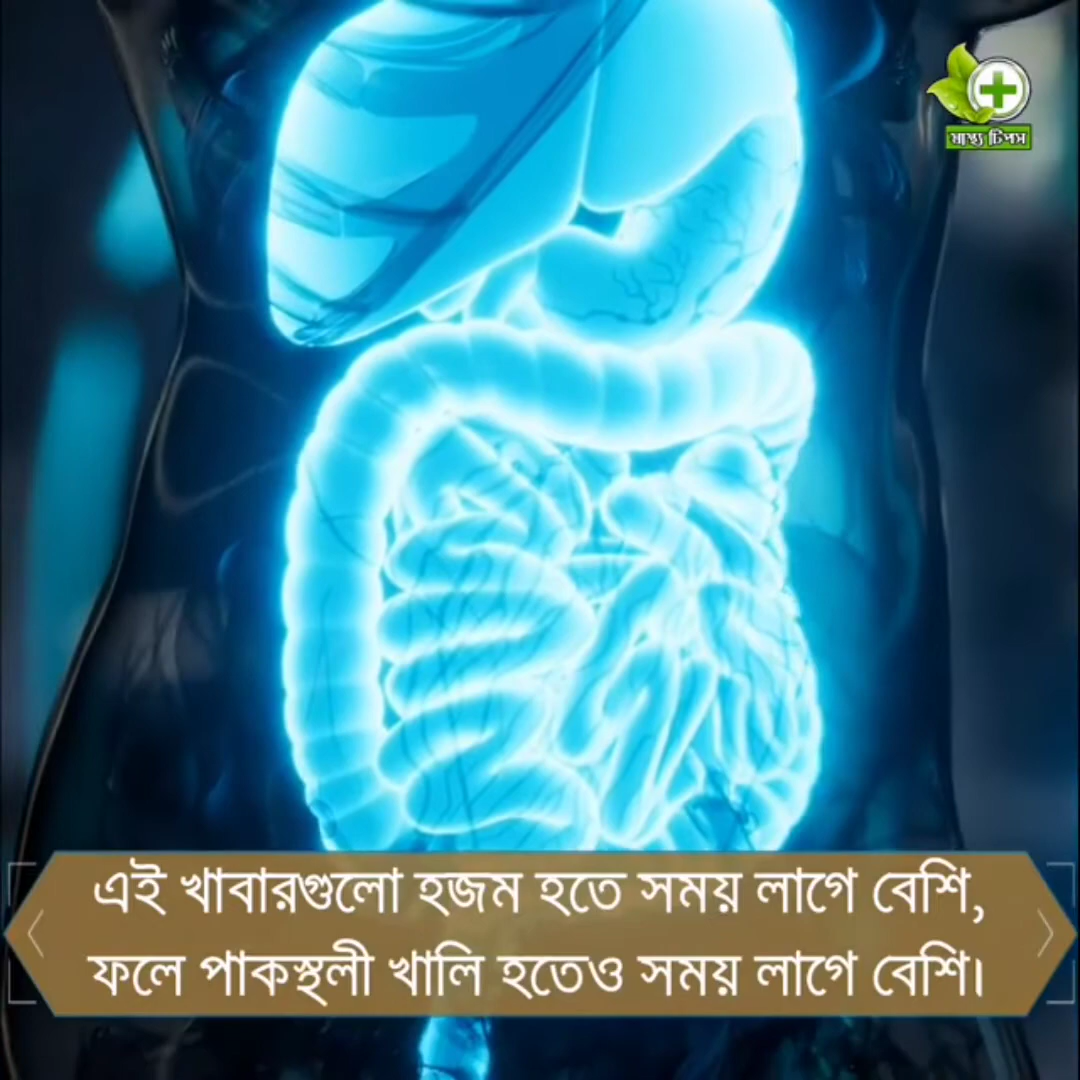 স্বাস্থ্য টিপস
এই খাবারগুলো হজম হতে সময় লাগে বেশি,
ফলে পাকস্থলী খালি হতেও সময় লাগে বেশি।